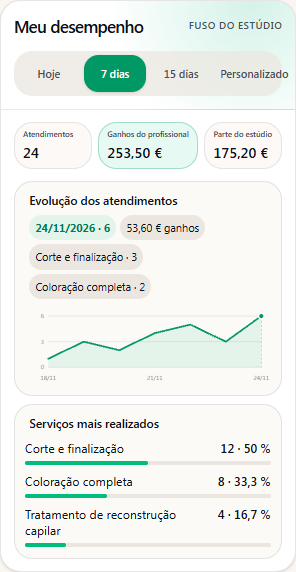 Meu desempenho
FUSO DO ESTÚDIO
Hoje
7 dias
15 dias
Personalizado
Atendimentos
24
Ganhos do profissional
253,50 €
Parte do estúdio
175,20 €
Evolução dos atendimentos
24/11/2026 · 6
53,60 € ganhos
Corte e finalização · 3
Coloração completa · 2
6
3
0
18/11
21/11
24/11
Serviços mais realizados
Corte e finalização
12 · 50 %
Coloração completa
8 · 33,3 %
Tratamento de reconstrução
capilar
4 · 16,7 %